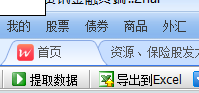 我的 股票 债券 商品 外汇
W 首页 资源、保险股发
提取数据 导出到Excel